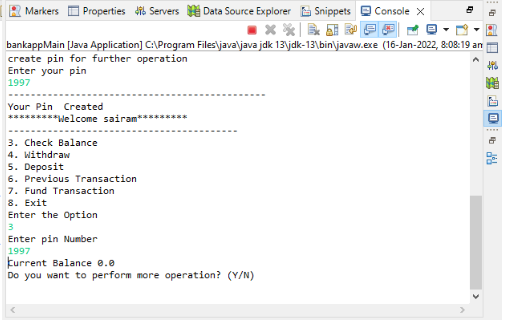 Markers Properties Servers Data Source Explorer Snippets Console
bankappMain [Java Application] C:\Program Files\java\java jdk 13\jdk-13\bin\javaw.exe (16-Jan-2022, 8:08:19 am
create pin for further operation
Enter your pin
1997
--------------------------------------------------
Your Pin  Created
*********Welcome sairam*********
---------------------------------------------
3. Check Balance
4. Withdraw
5. Deposit
6. Previous Transaction
7. Fund Transaction
8. Exit
Enter the Option
3
Enter pin Number
1997
Current Balance 0.0
Do you want to perform more operation? (Y/N)